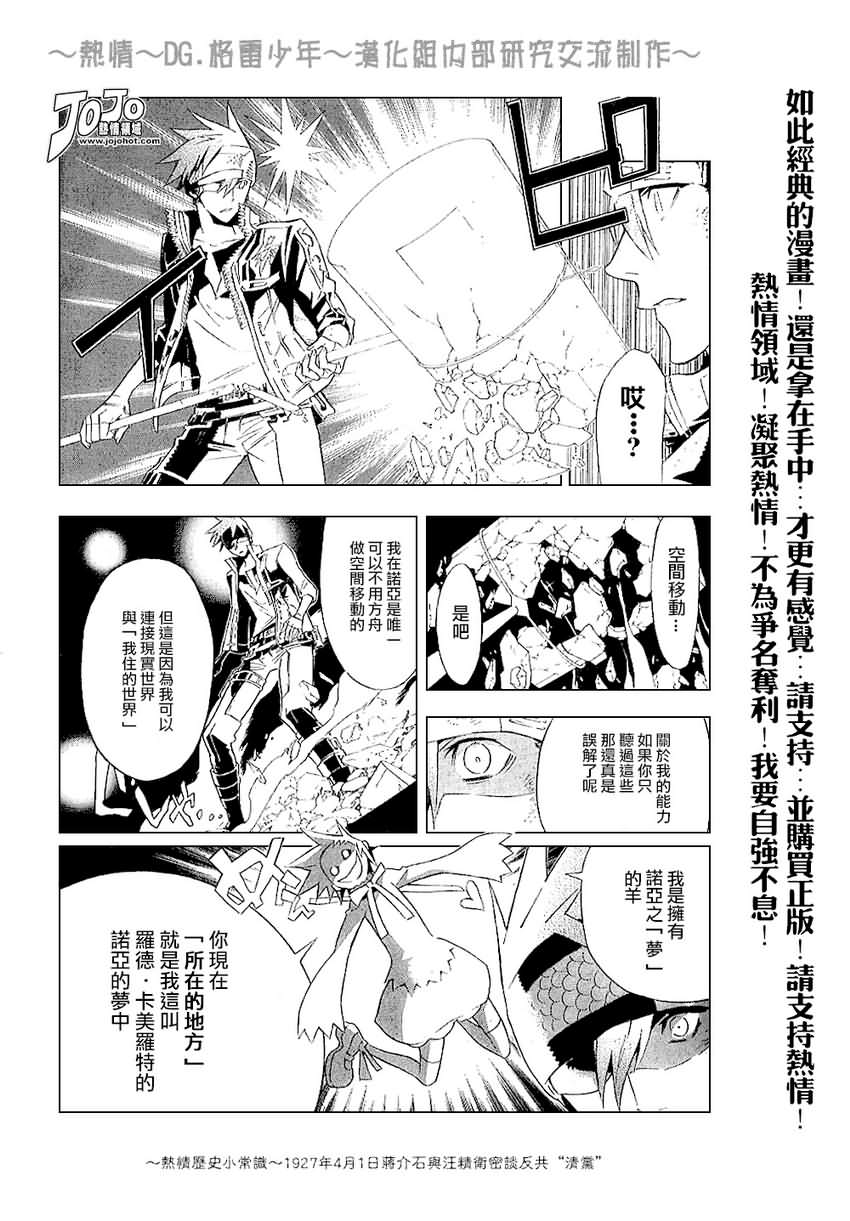 ～熱情～DG.格雷少年～漢化組內部研究交流制作～
JOJO
熱情領域
www.jojohot.com
如此經典的漫畫！還是拿在手中…才更有感覺…請支持…並購買正版！請支持熱情！
熱情領域！凝聚熱情！不為爭名奪利！我要自強不息！
ピ
哎…？
空間移動…
是吧
我在諾亞是唯一
可以不用方舟
做空間移動的
但這是因為我可以
連接現實世界
與「我住的世界」
關於我的能力
如果你只
聽過這些
那還真是
誤解了呢
我是擁有
諾亞之「夢」
的羊
你現在
「所在的地方」
就是我這叫
羅德·卡美羅特的
諾亞的夢中
～熱情歷史小常識～1927年4月1日蔣介石與汪精衛密談反共“清黨”